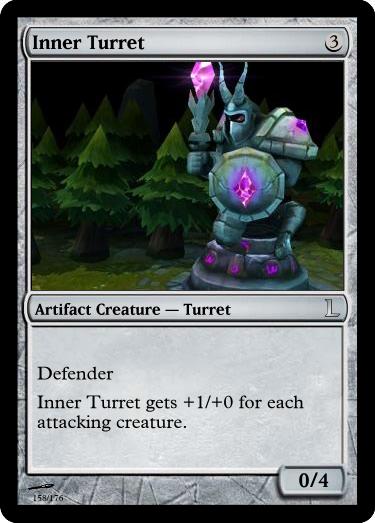 Inner Turret 3
Artifact Creature — Turret L
Defender
Inner Turret gets +1/+0 for each
attacking creature.
0/4
158/176